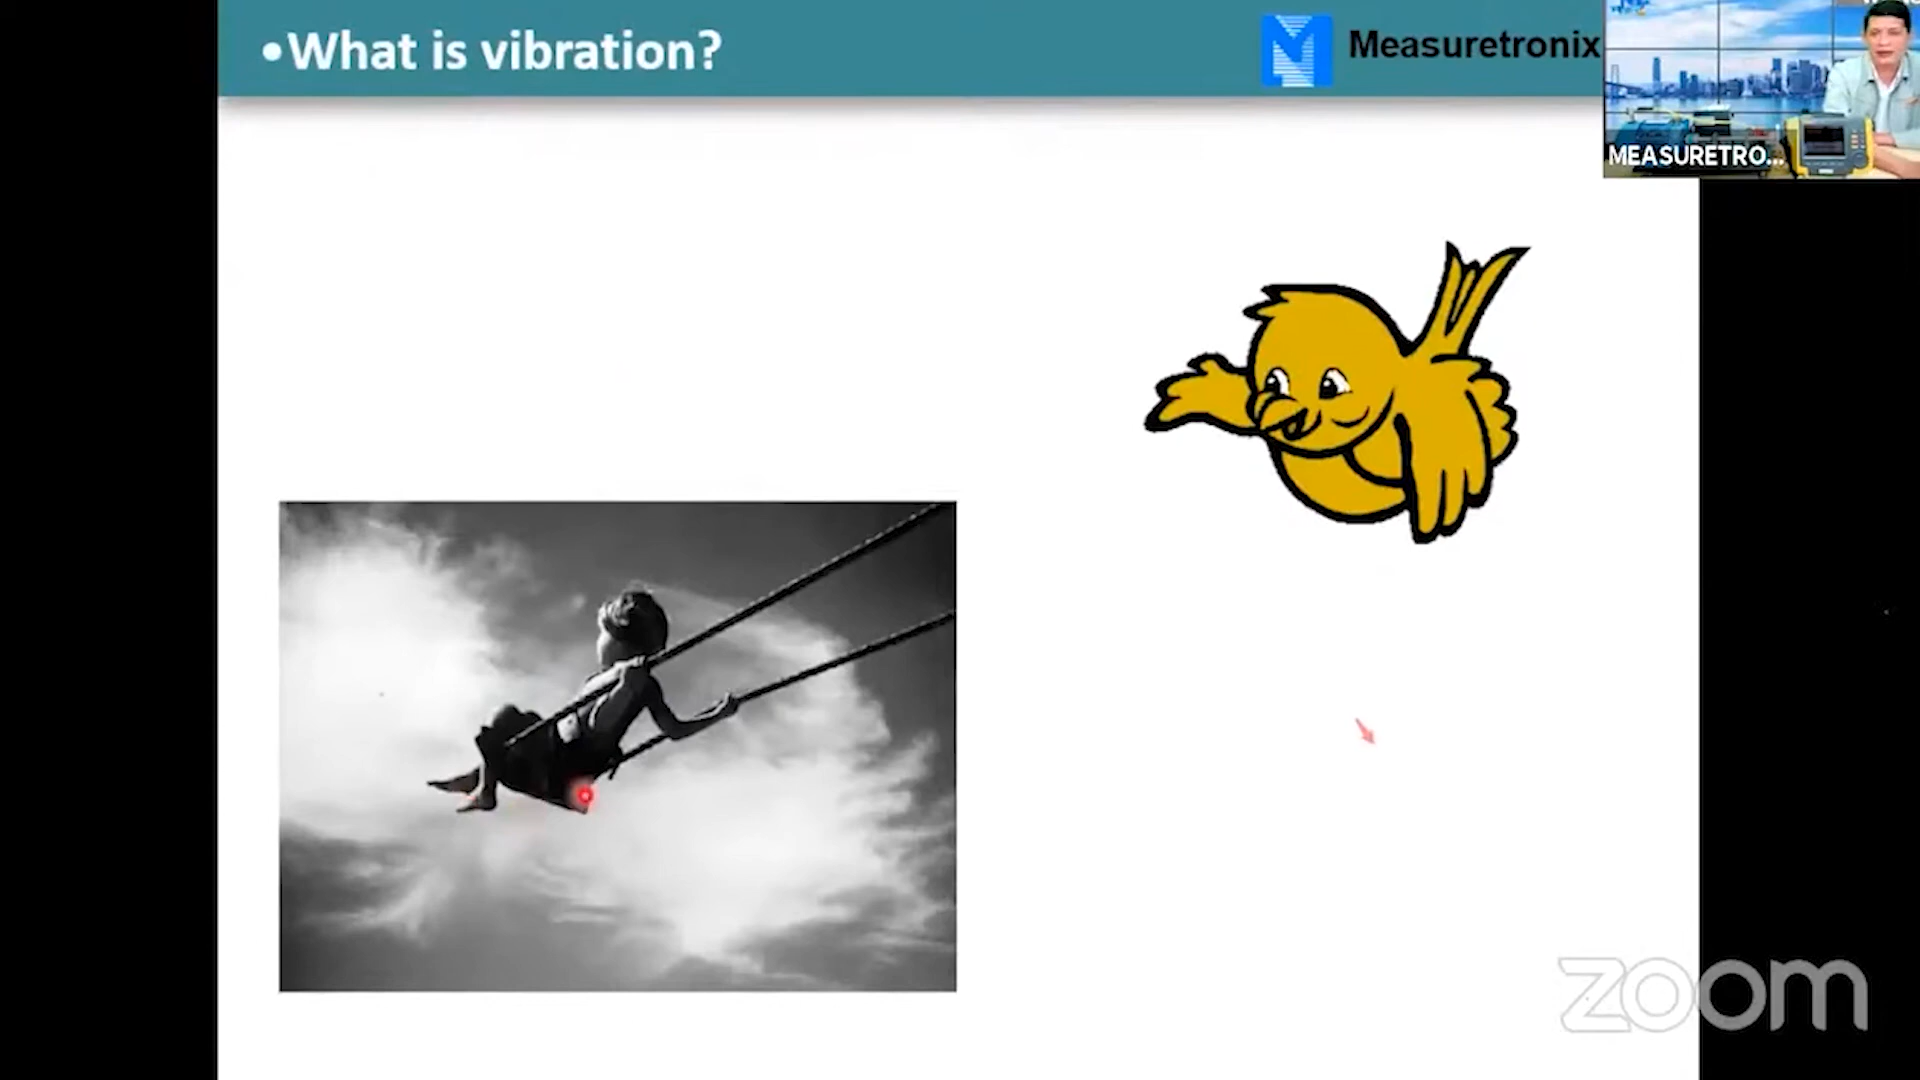 •What is vibration?
Measuretronix
MEASURETRO...
zoom